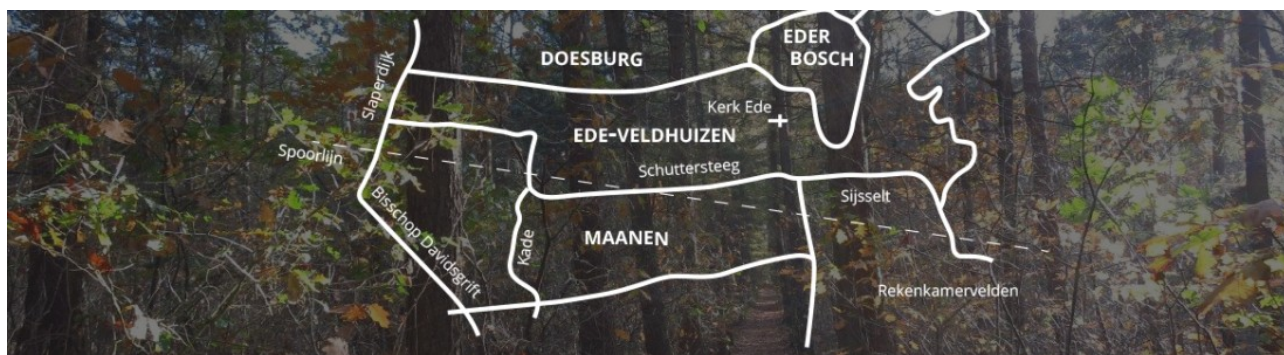 DOESBURG
EDER
BOSCH
Slaperdijk
Kerk Ede
EDE-VELDHUIZEN
Spoorlijn
Schuttersteeg
Sijsselt
Bisschop Davidsgrift
Kade
MAANEN
Rekenkamervelden